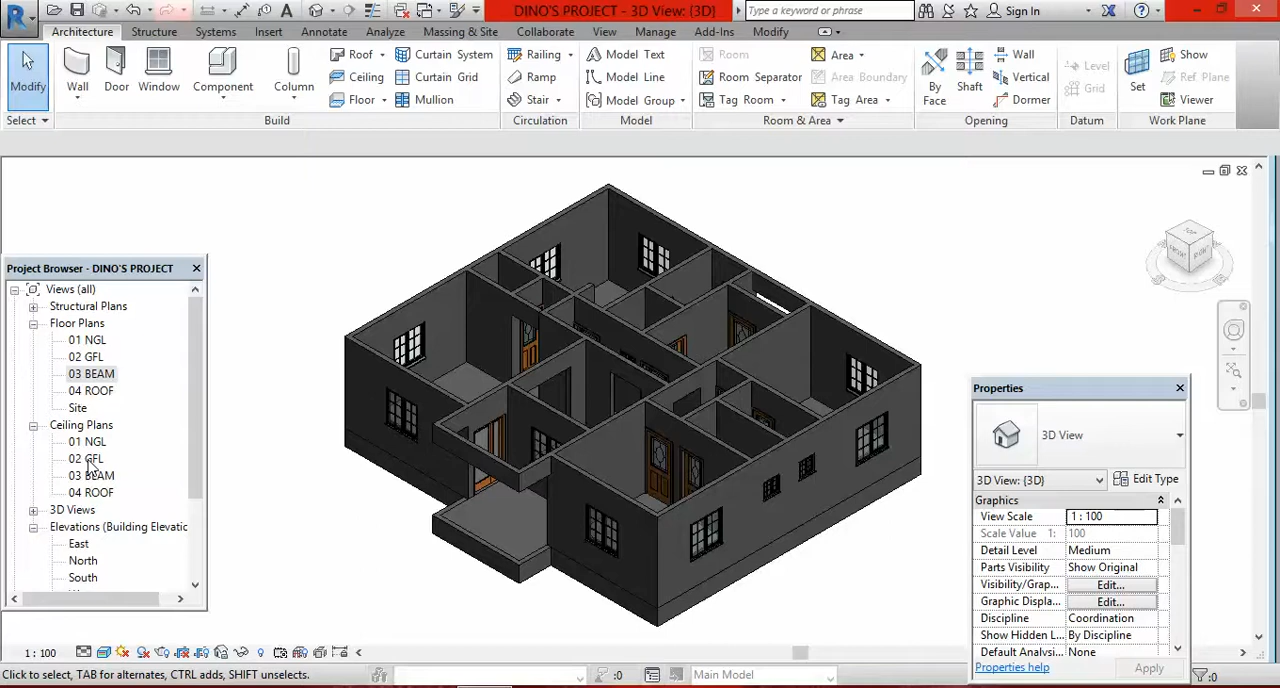 DINO'S PROJECT - 3D View: {3D}
Type a keyword or phrase
Sign In
Architecture Structure Systems Insert Annotate Analyze Massing & Site Collaborate View Manage Add-Ins Modify
Modify
Wall
Door
Window
Component
Column
Roof
Ceiling
Floor
Curtain System
Curtain Grid
Mullion
Railing
Ramp
Stair
Model Text
Model Line
Model Group
Room
Room Separator
Tag Room
Area
Area Boundary
Tag Area
By Face
Shaft
Wall
Vertical
Dormer
Level
Grid
Set
Show
Ref Plane
Viewer
Select
Build
Circulation
Model
Room & Area
Opening
Datum
Work Plane
TOP
FRONT
Project Browser - DINO'S PROJECT
Views (all)
Structural Plans
Floor Plans
01 NGL
02 GFL
03 BEAM
04 ROOF
Site
Ceiling Plans
01 NGL
02 GFL
03 BEAM
04 ROOF
3D Views
Elevations (Building Elevatic
East
North
South
Properties
3D View
3D View: {3D}
Edit Type
Graphics
View Scale 1 : 100
Scale Value 1: 100
Detail Level Medium
Parts Visibility Show Original
Visibility/Grap... Edit...
Graphic Displa... Edit...
Discipline Coordination
Show Hidden L... By Discipline
Default Analysi... None
Properties help
Apply
1 : 100
Click to select, TAB for alternates, CTRL adds, SHIFT unselects.
:0
Main Model
:0